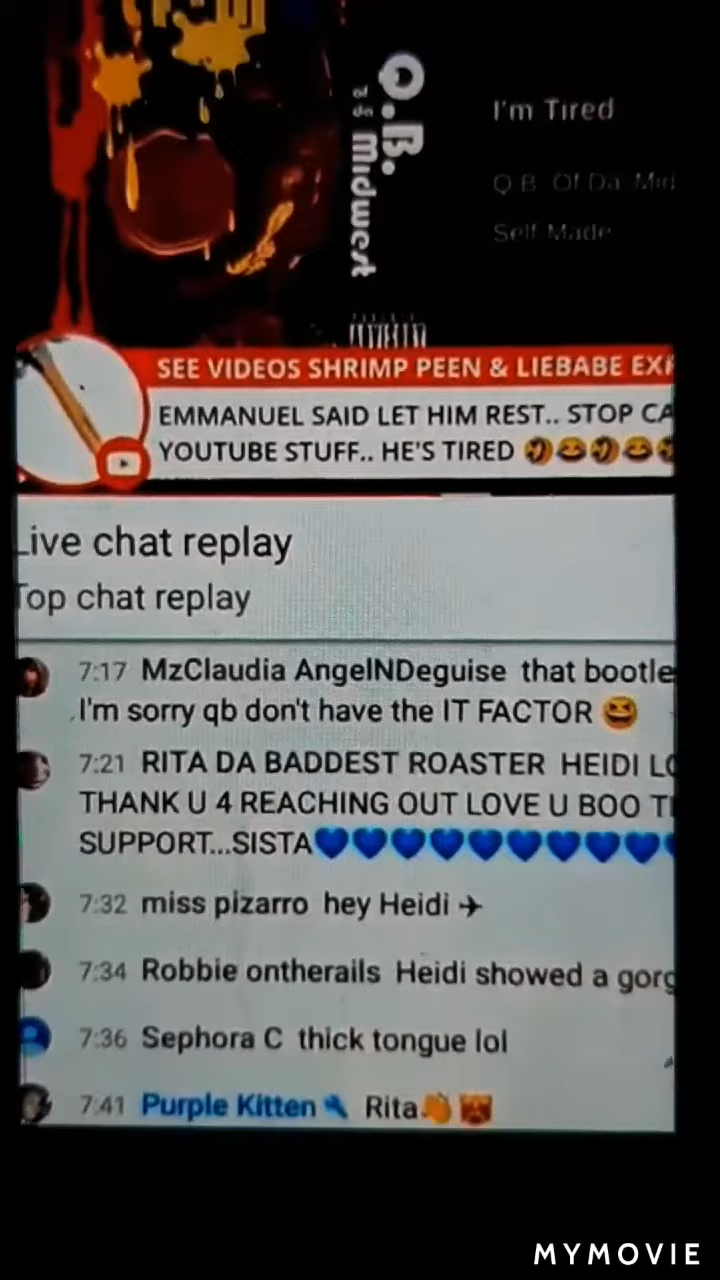 Q.B.
Midwest
I'm Tired
Q.B. Of Da Mid
Self Made
SEE VIDEOS SHRIMP PEEN & LIEBABE EX
EMMANUEL SAID LET HIM REST.. STOP CA
YOUTUBE STUFF.. HE'S TIRED 🤣😂🤣😂
Live chat replay
Top chat replay
7:17 MzClaudia AngelNDeguise that bootle
I'm sorry qb don't have the IT FACTOR 😆
7:21 RITA DA BADDEST ROASTER HEIDI LO
THANK U 4 REACHING OUT LOVE U BOO T
SUPPORT...SISTA💙💙💙💙💙💙💙💙💙💙
7:32 miss pizarro hey Heidi ✈
7:34 Robbie ontherails Heidi showed a gorg
7:36 Sephora C thick tongue lol
7:41 Purple Kitten 🔧 Rita👏
MYMOVIE